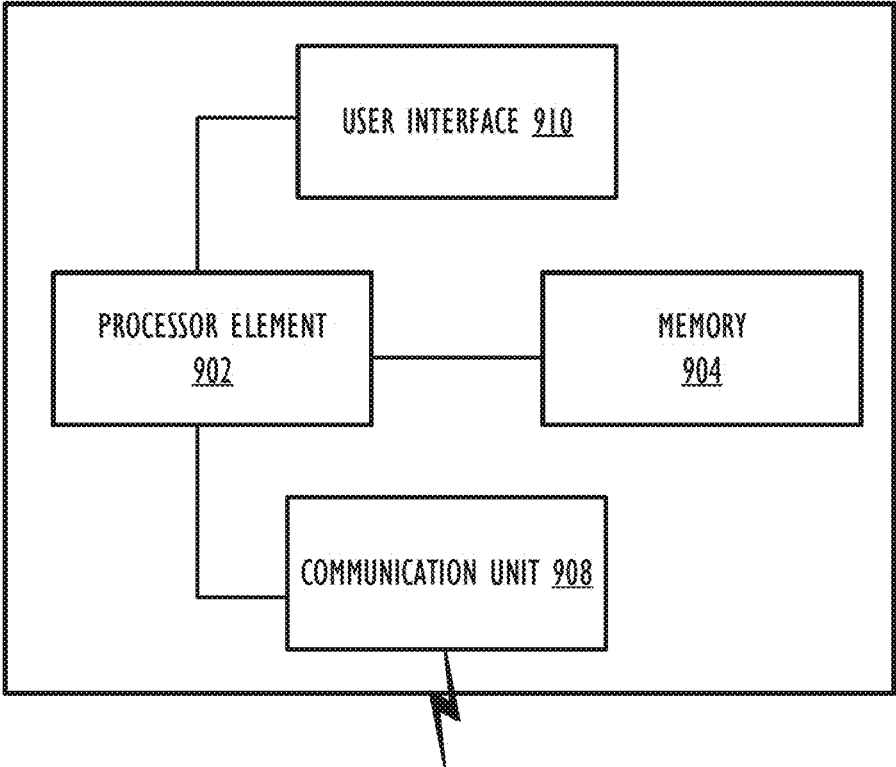 USER INTERFACE 910
PROCESSOR ELEMENT
902
MEMORY
904
COMMUNICATION UNIT 908